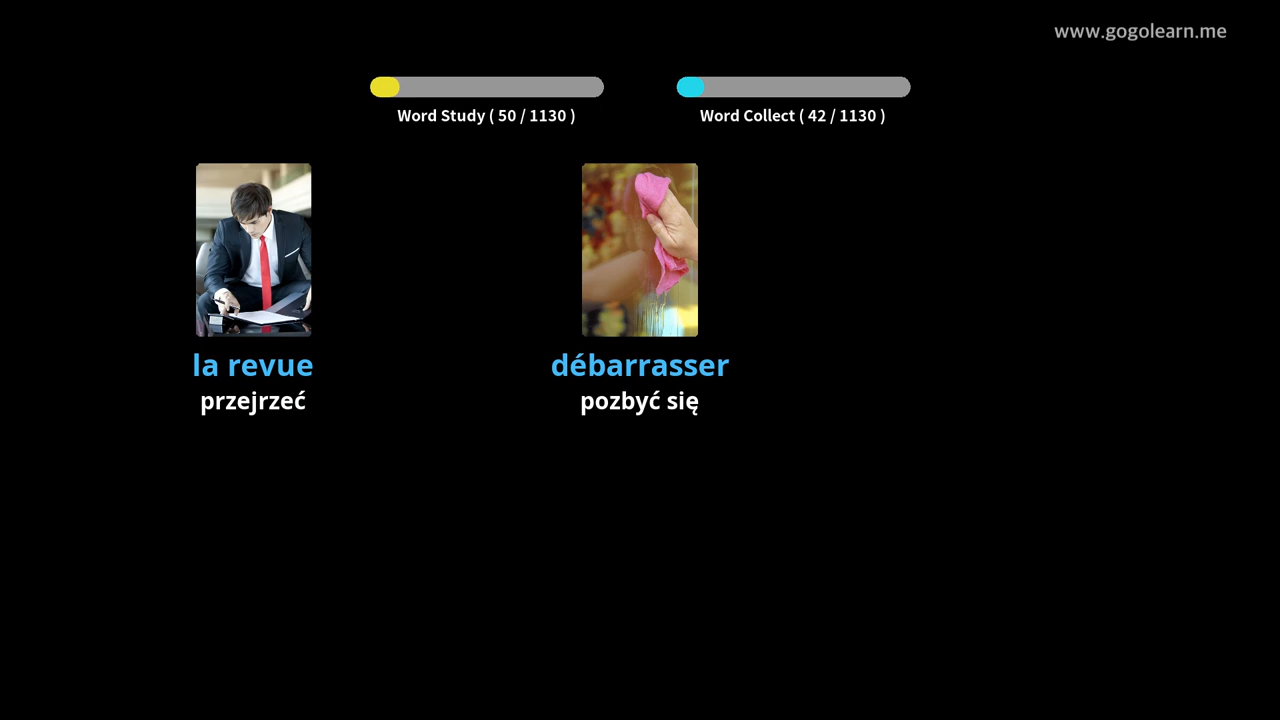 www.gogolearn.me
Word Study ( 50 / 1130 )
Word Collect ( 42 / 1130 )
la revue
przejrzeć
débarrasser
pozbyć się